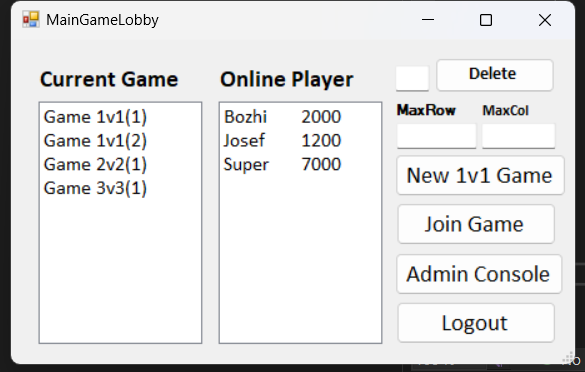 MainGameLobby
Current Game
Online Player
Delete
MaxRow MaxCol
Game 1v1(1)
Game 1v1(2)
Game 2v2(1)
Game 3v3(1)
Bozhi 2000
Josef 1200
Super 7000
New 1v1 Game
Join Game
Admin Console
Logout